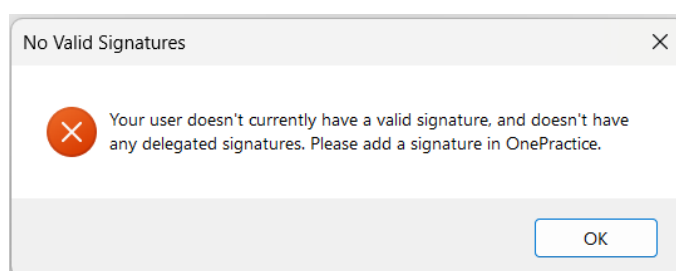 No Valid Signatures
Your user doesn't currently have a valid signature, and doesn't have
any delegated signatures. Please add a signature in OnePractice.
OK